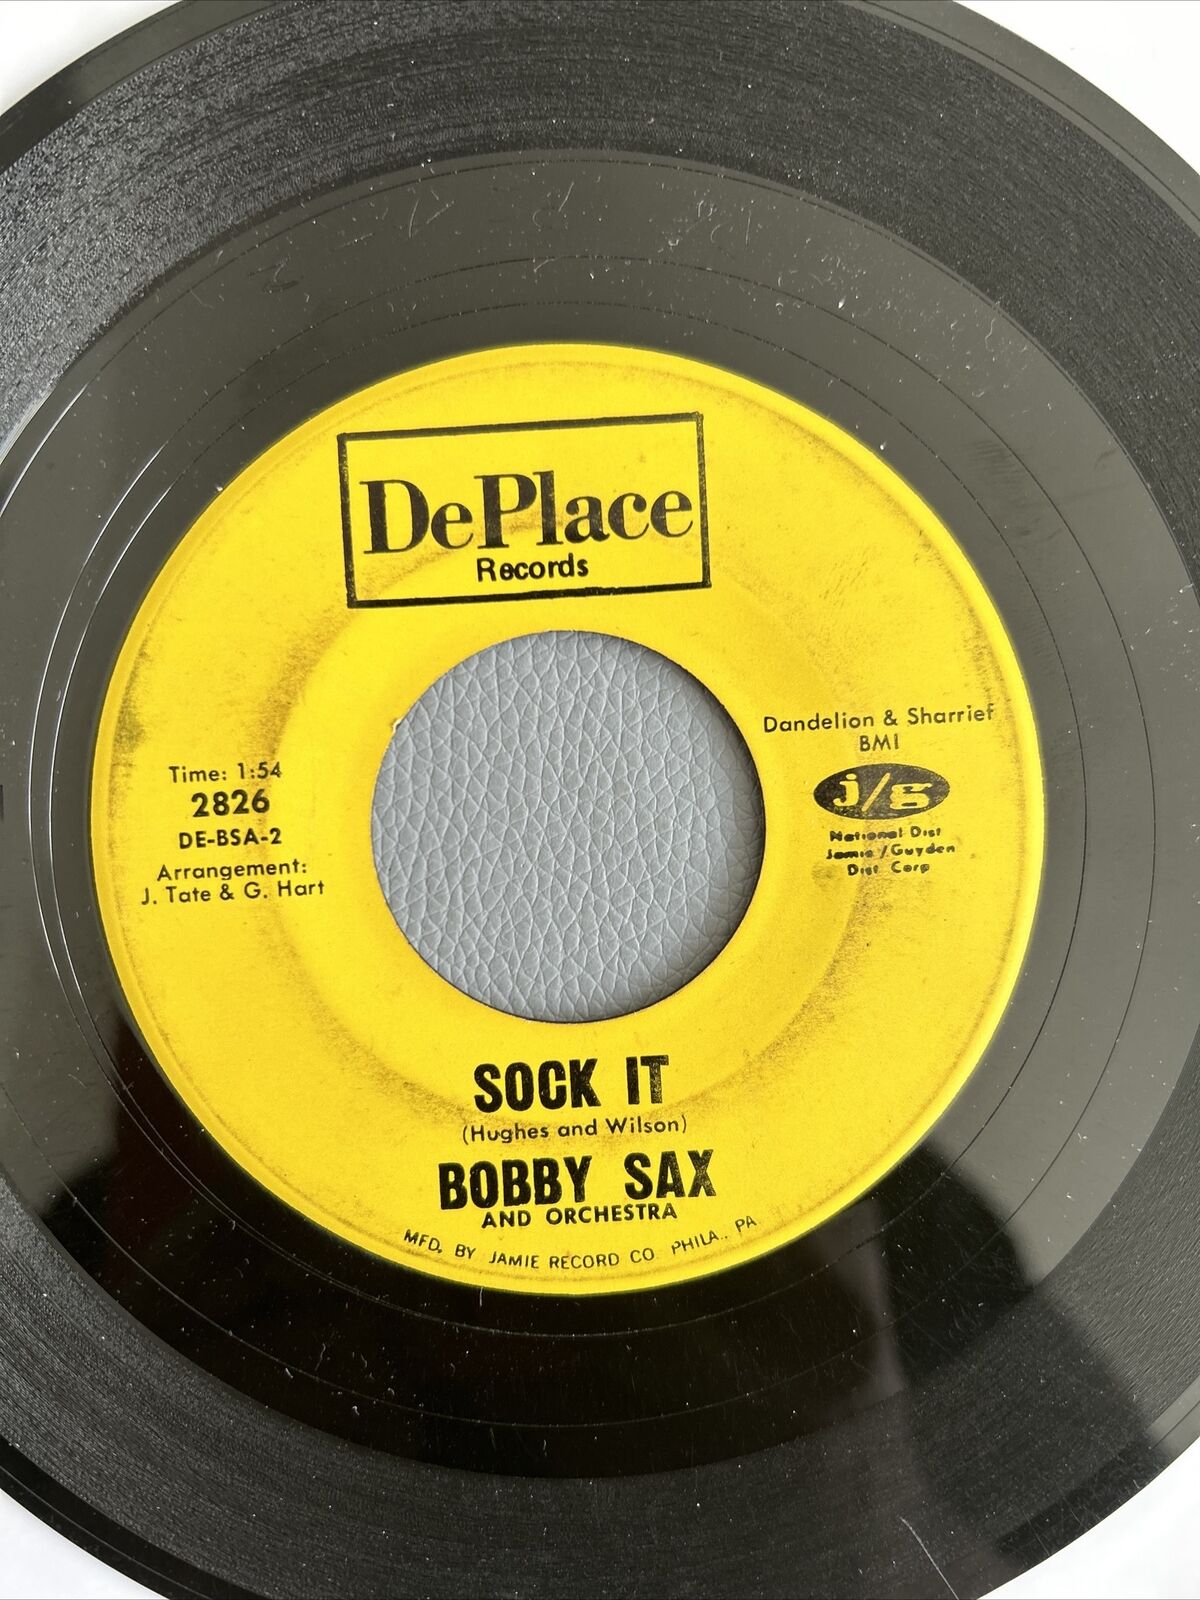 DePlace
Records
Dandelion & Sharrief
BMI
j/g
National Dist
Jamie/Guyden
Dist Corp
Time: 1:54
2826
DE-BSA-2
Arrangement:
J. Tate & G. Hart
SOCK IT
(Hughes and Wilson)
BOBBY SAX
AND ORCHESTRA
MFD. BY JAMIE RECORD CO. PHILA., PA